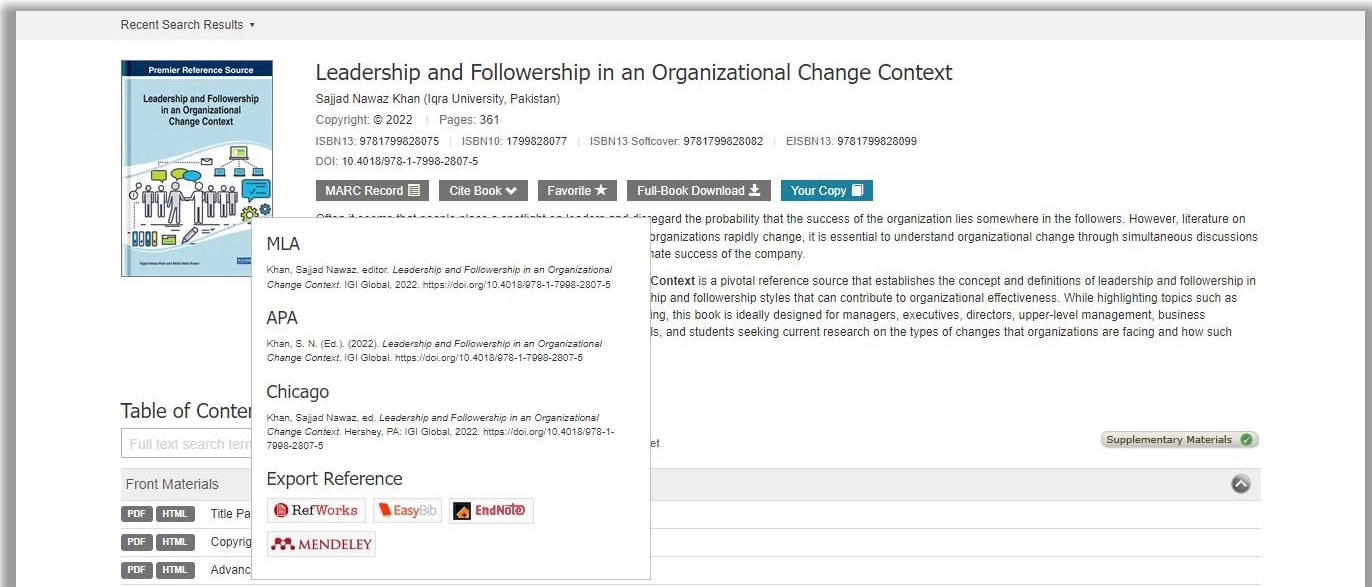 Recent Search Results
Premier Reference Source
Leadership and Followership
in an Organizational
Change Context
Leadership and Followership in an Organizational Change Context
Sajjad Nawaz Khan (Iqra University, Pakistan)
Copyright: © 2022 | Pages: 361
ISBN13: 9781799828075 | ISBN10: 1799828077 | ISBN13 Softcover: 9781799828082 | EISBN13: 9781799828099
DOI: 10.4018/978-1-7998-2807-5
MARC Record Cite Book Favorite Full-Book Download Your Copy
Often it seems that people place a spotlight on leaders and disregard the probability that the success of the organization lies somewhere in the followers. However, literature on
organizations rapidly change, it is essential to understand organizational change through simultaneous discussions
nate success of the company.
Context is a pivotal reference source that establishes the concept and definitions of leadership and followership in
hip and followership styles that can contribute to organizational effectiveness. While highlighting topics such as
ing, this book is ideally designed for managers, executives, directors, upper-level management, business
ls, and students seeking current research on the types of changes that organizations are facing and how such
MLA
Khan, Sajjad Nawaz, editor. Leadership and Followership in an Organizational
Change Context. IGI Global, 2022. https://doi.org/10.4018/978-1-7998-2807-5
APA
Khan, S. N. (Ed.). (2022). Leadership and Followership in an Organizational
Change Context. IGI Global. https://doi.org/10.4018/978-1-7998-2807-5
Chicago
Khan, Sajjad Nawaz, ed. Leadership and Followership in an Organizational
Change Context. Hershey, PA: IGI Global, 2022. https://doi.org/10.4018/978-1-
7998-2807-5
Export Reference
RefWorks EasyBib EndNote
MENDELEY
Table of Conter
Full text search tern
et
Supplementary Materials
Front Materials
PDF HTML Title Pa
PDF HTML Copyrig
PDF HTML Advanc